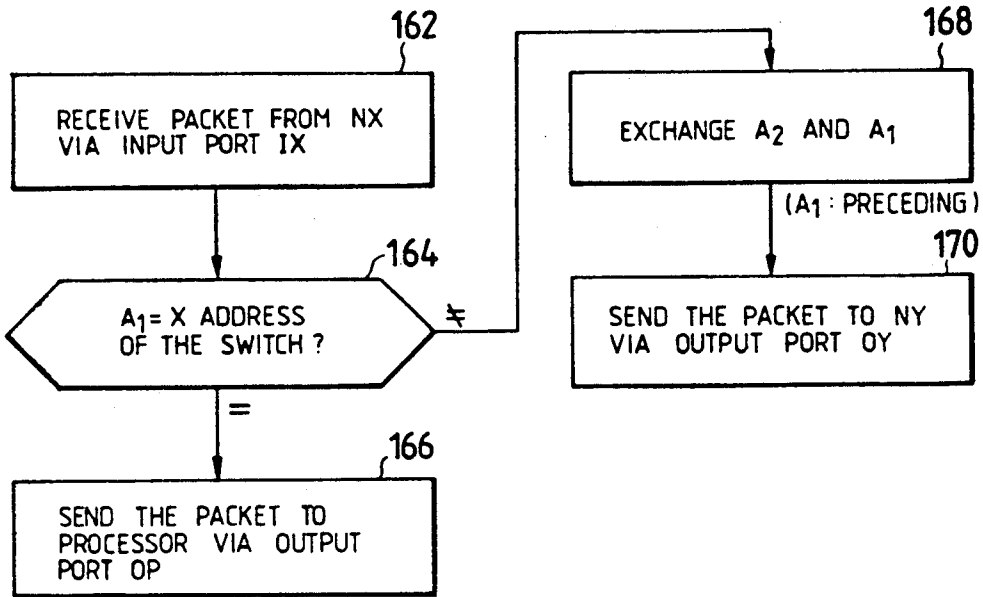 162
RECEIVE PACKET FROM NX
VIA INPUT PORT IX
164
A1 = X ADDRESS
OF THE SWITCH ?
≠
=
166
SEND THE PACKET TO
PROCESSOR VIA OUTPUT
PORT OP
168
EXCHANGE A2 AND A1
(A1 : PRECEDING)
170
SEND THE PACKET TO NY
VIA OUTPUT PORT OY